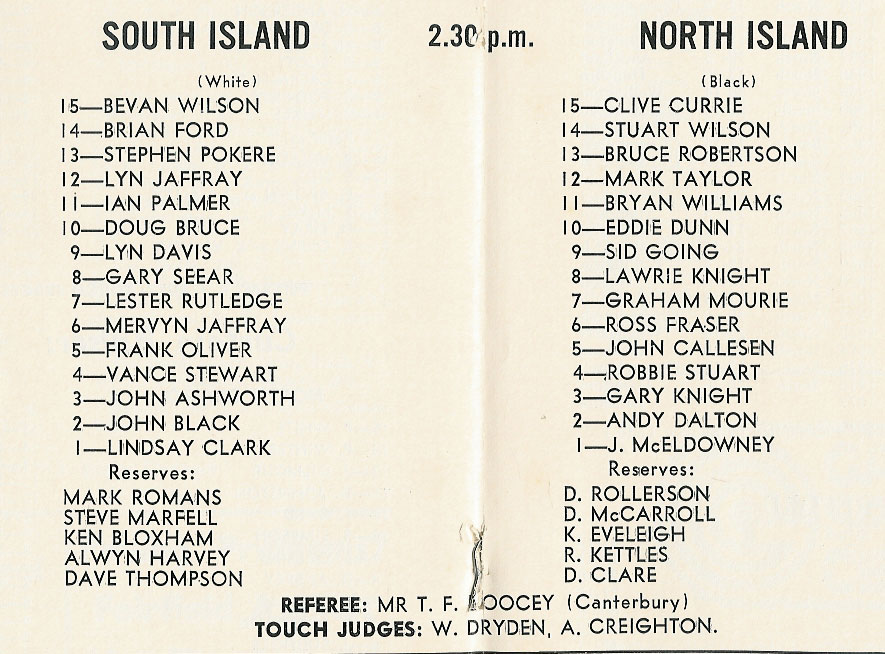 SOUTH ISLAND
(White)
15—BEVAN WILSON
14—BRIAN FORD
13—STEPHEN POKERE
12—LYN JAFFRAY
11—IAN PALMER
10—DOUG BRUCE
9—LYN DAVIS
8—GARY SEEAR
7—LESTER RUTLEDGE
6—MERVYN JAFFRAY
5—FRANK OLIVER
4—VANCE STEWART
3—JOHN ASHWORTH
2—JOHN BLACK
1—LINDSAY CLARK
Reserves:
MARK ROMANS
STEVE MARFELL
KEN BLOXHAM
ALWYN HARVEY
DAVE THOMPSON
2.30 p.m.
NORTH ISLAND
(Black)
15—CLIVE CURRIE
14—STUART WILSON
13—BRUCE ROBERTSON
12—MARK TAYLOR
11—BRYAN WILLIAMS
10—EDDIE DUNN
9—SID GOING
8—LAWRIE KNIGHT
7—GRAHAM MOURIE
6—ROSS FRASER
5—JOHN CALLESEN
4—ROBBIE STUART
3—GARY KNIGHT
2—ANDY DALTON
1—J. McELDOWNEY
Reserves:
D. ROLLERSON
D. McCARROLL
K. EVELEIGH
R. KETTLES
D. CLARE
REFEREE: MR T. F. (Canterbury)
TOUCH JUDGES: W. DRYDEN, A. CREIGHTON.